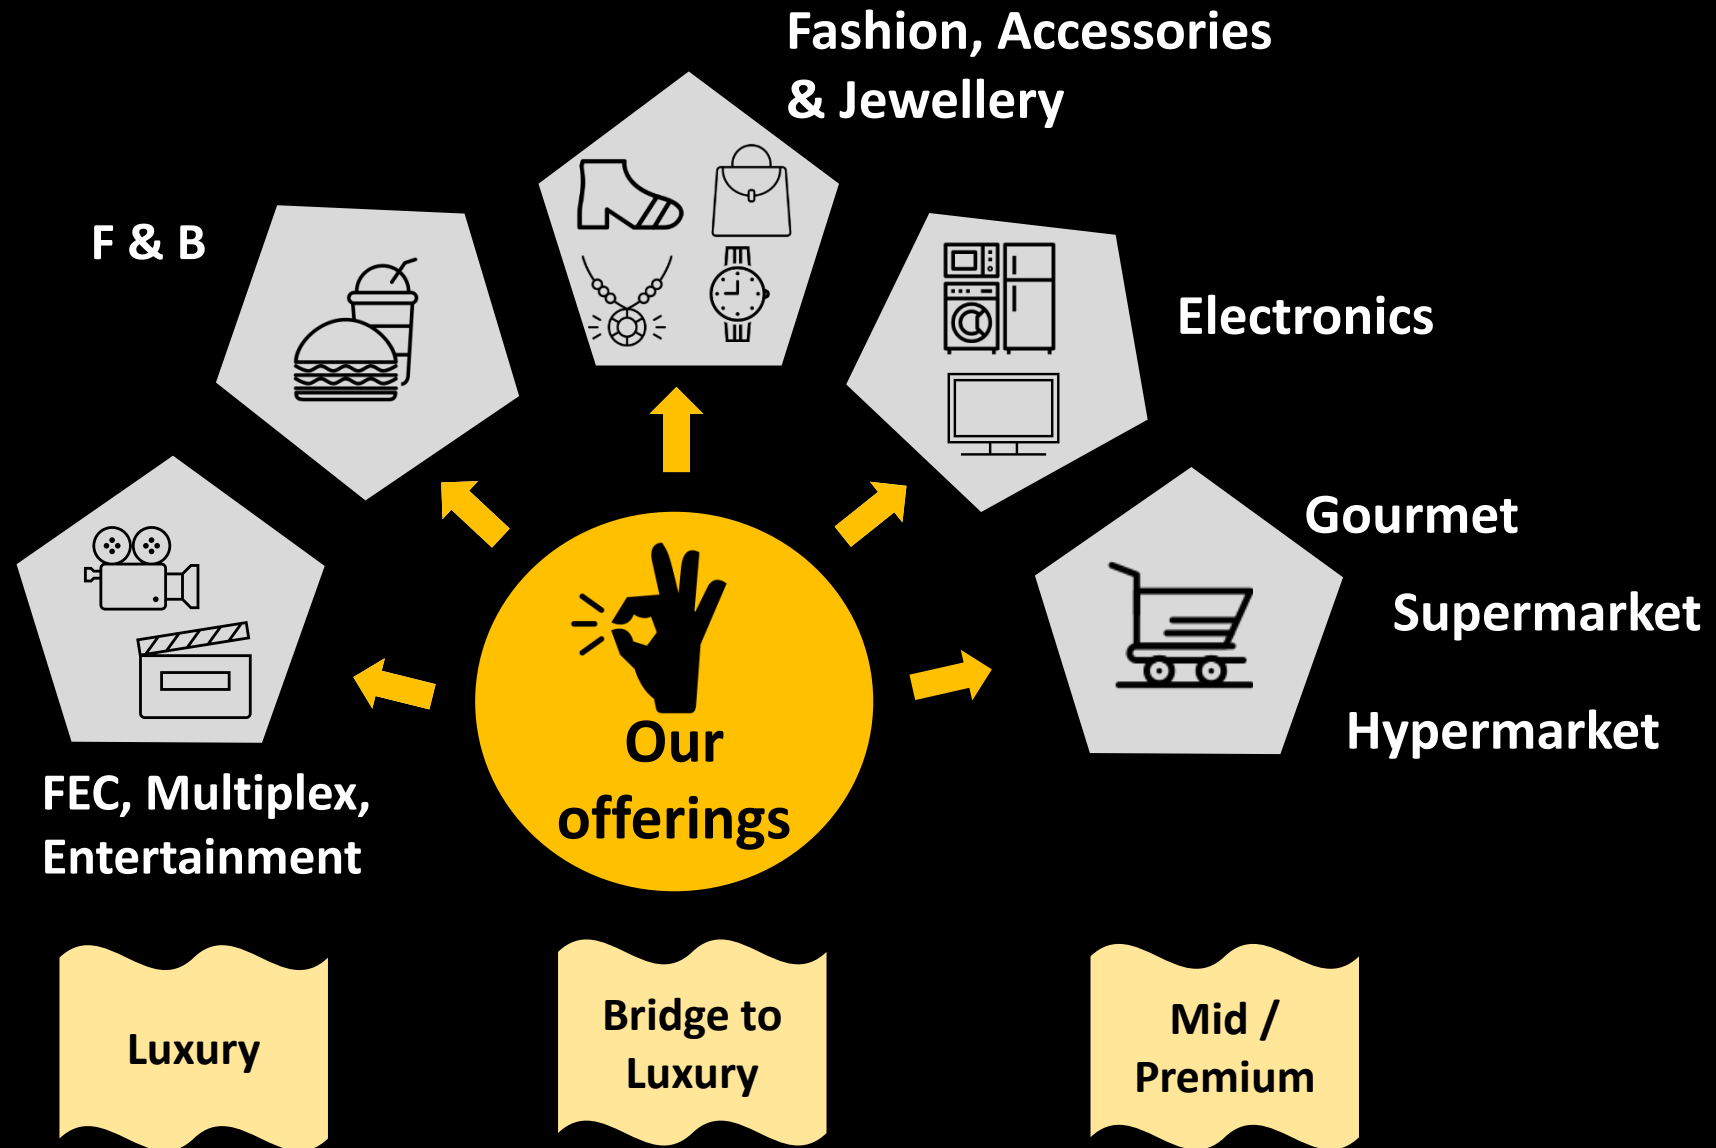 Fashion, Accessories
& Jewellery
F & B
Electronics
Gourmet
Supermarket
Hypermarket
FEC, Multiplex,
Entertainment
Our
offerings
Luxury
Bridge to
Luxury
Mid /
Premium